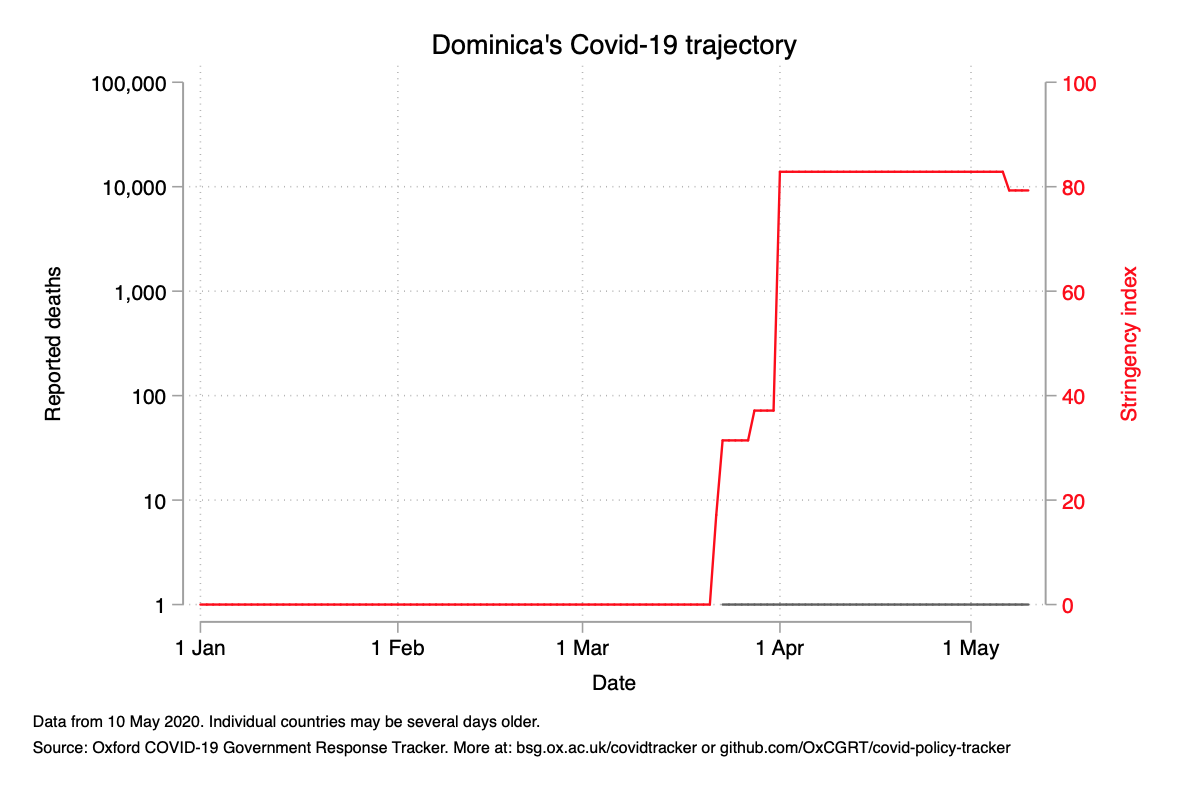 Dominica's Covid-19 trajectory
100,000
10,000
1,000
100
10
1
Reported deaths
100
80
60
40
20
0
Stringency index
1 Jan
1 Feb
1 Mar
1 Apr
1 May
Date
Data from 10 May 2020. Individual countries may be several days older.
Source: Oxford COVID-19 Government Response Tracker. More at: bsg.ox.ac.uk/covidtracker or github.com/OxCGRT/covid-policy-tracker